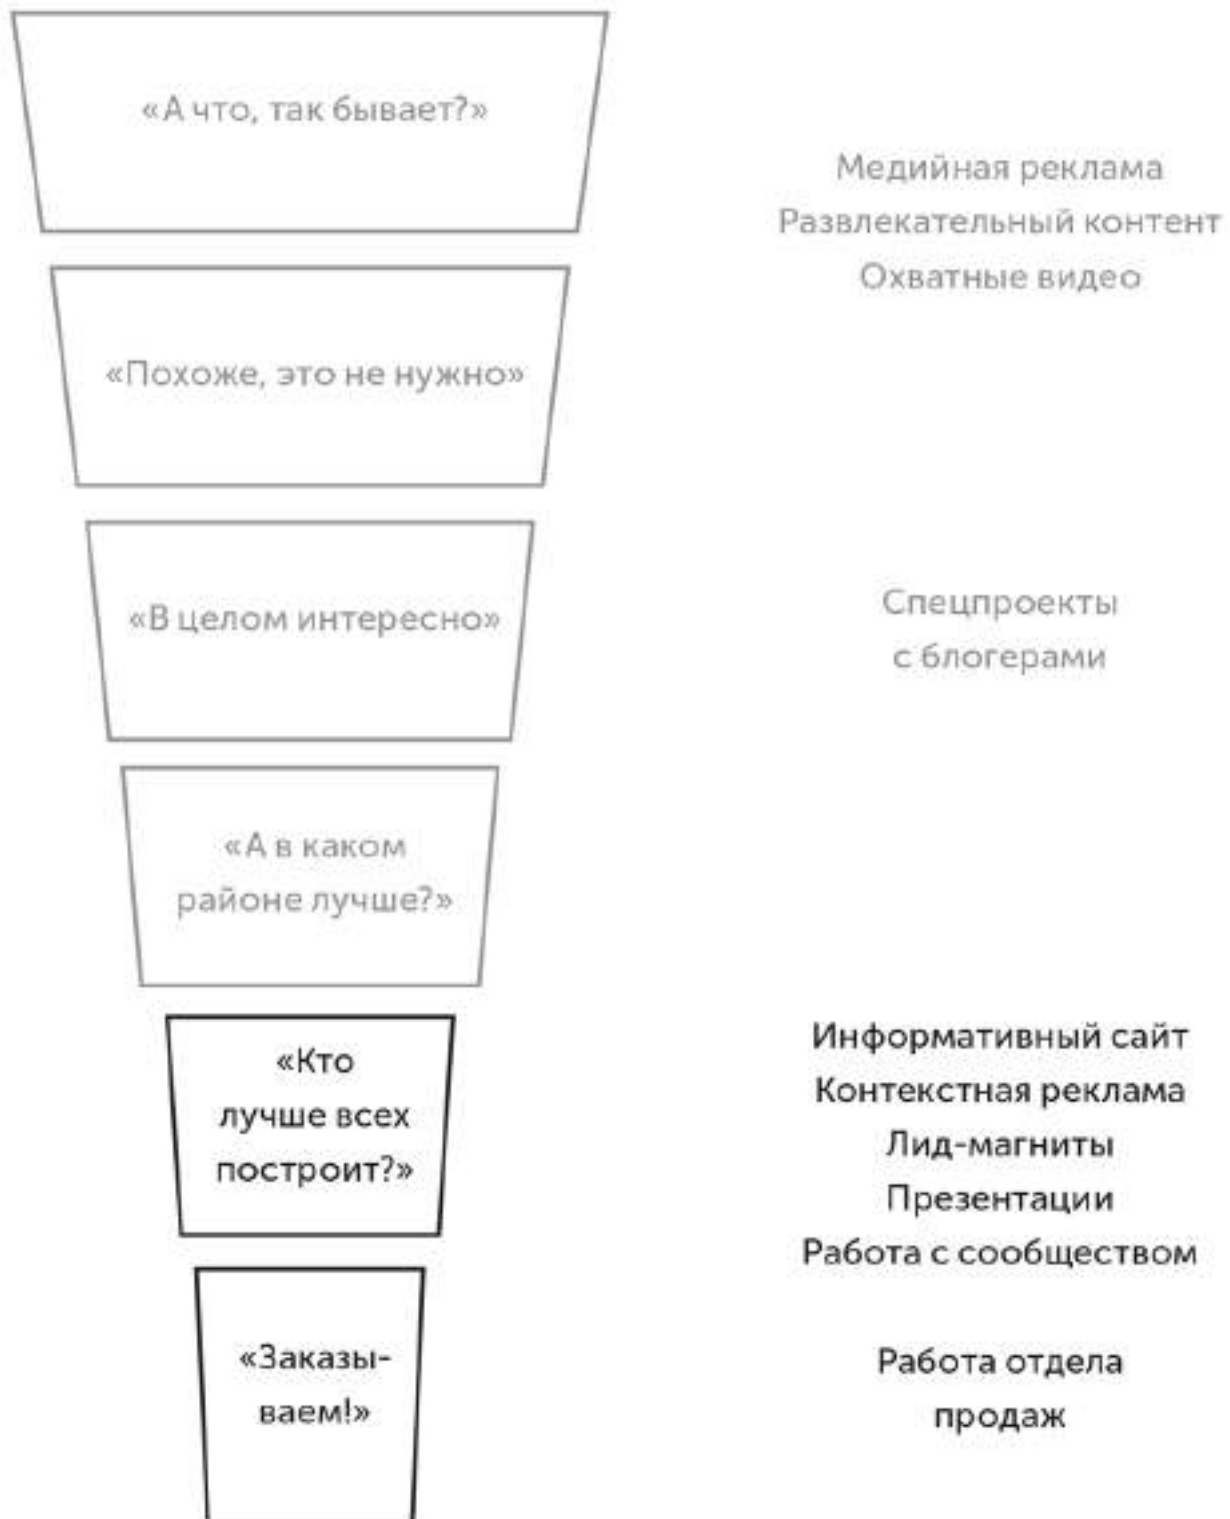 «А что, так бывает?»
Медийная реклама
Развлекательный контент
Охватные видео
«Похоже, это не нужно»
«В целом интересно»
Спецпроекты
с блогерами
«А в каком
районе лучше?»
«Кто
лучше всех
построит?»
Информативный сайт
Контекстная реклама
Лид-магниты
Презентации
Работа с сообществом
«Заказы-
ваем!»
Работа отдела
продаж